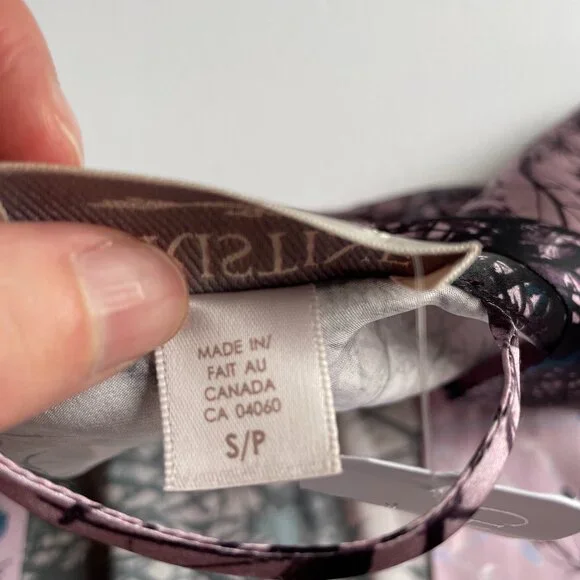 MADE IN/
FAIT AU
CANADA
CA 04060
S/P